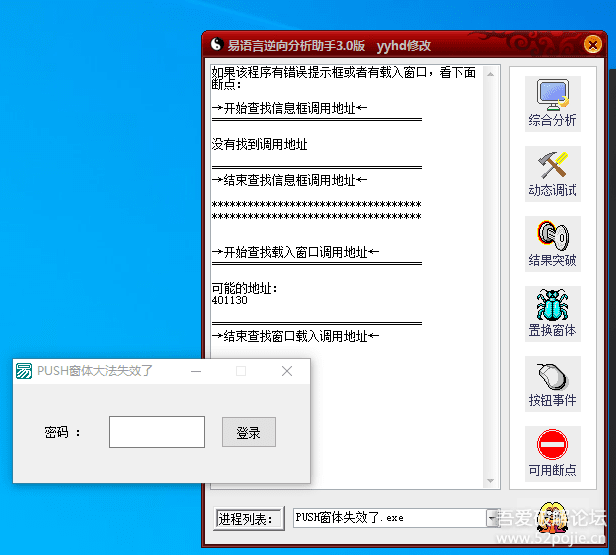 易语言逆向分析助手3.0版 yyhd修改
如果该程序有错误提示框或者有载入窗口，看下面
断点：
→开始查找信息框调用地址←
没有找到调用地址
→结束查找信息框调用地址←
***********************************
***********************************
→开始查找载入窗口调用地址←
可能的地址：
401130
→结束查找窗口载入调用地址←
综合分析
动态调试
结果突破
置换窗体
按钮事件
可用断点
易 PUSH窗体大法失效了
密码 ：
登录
进程列表：
PUSH窗体失效了.exe
吾爱破解论坛
www.52pojie.cn